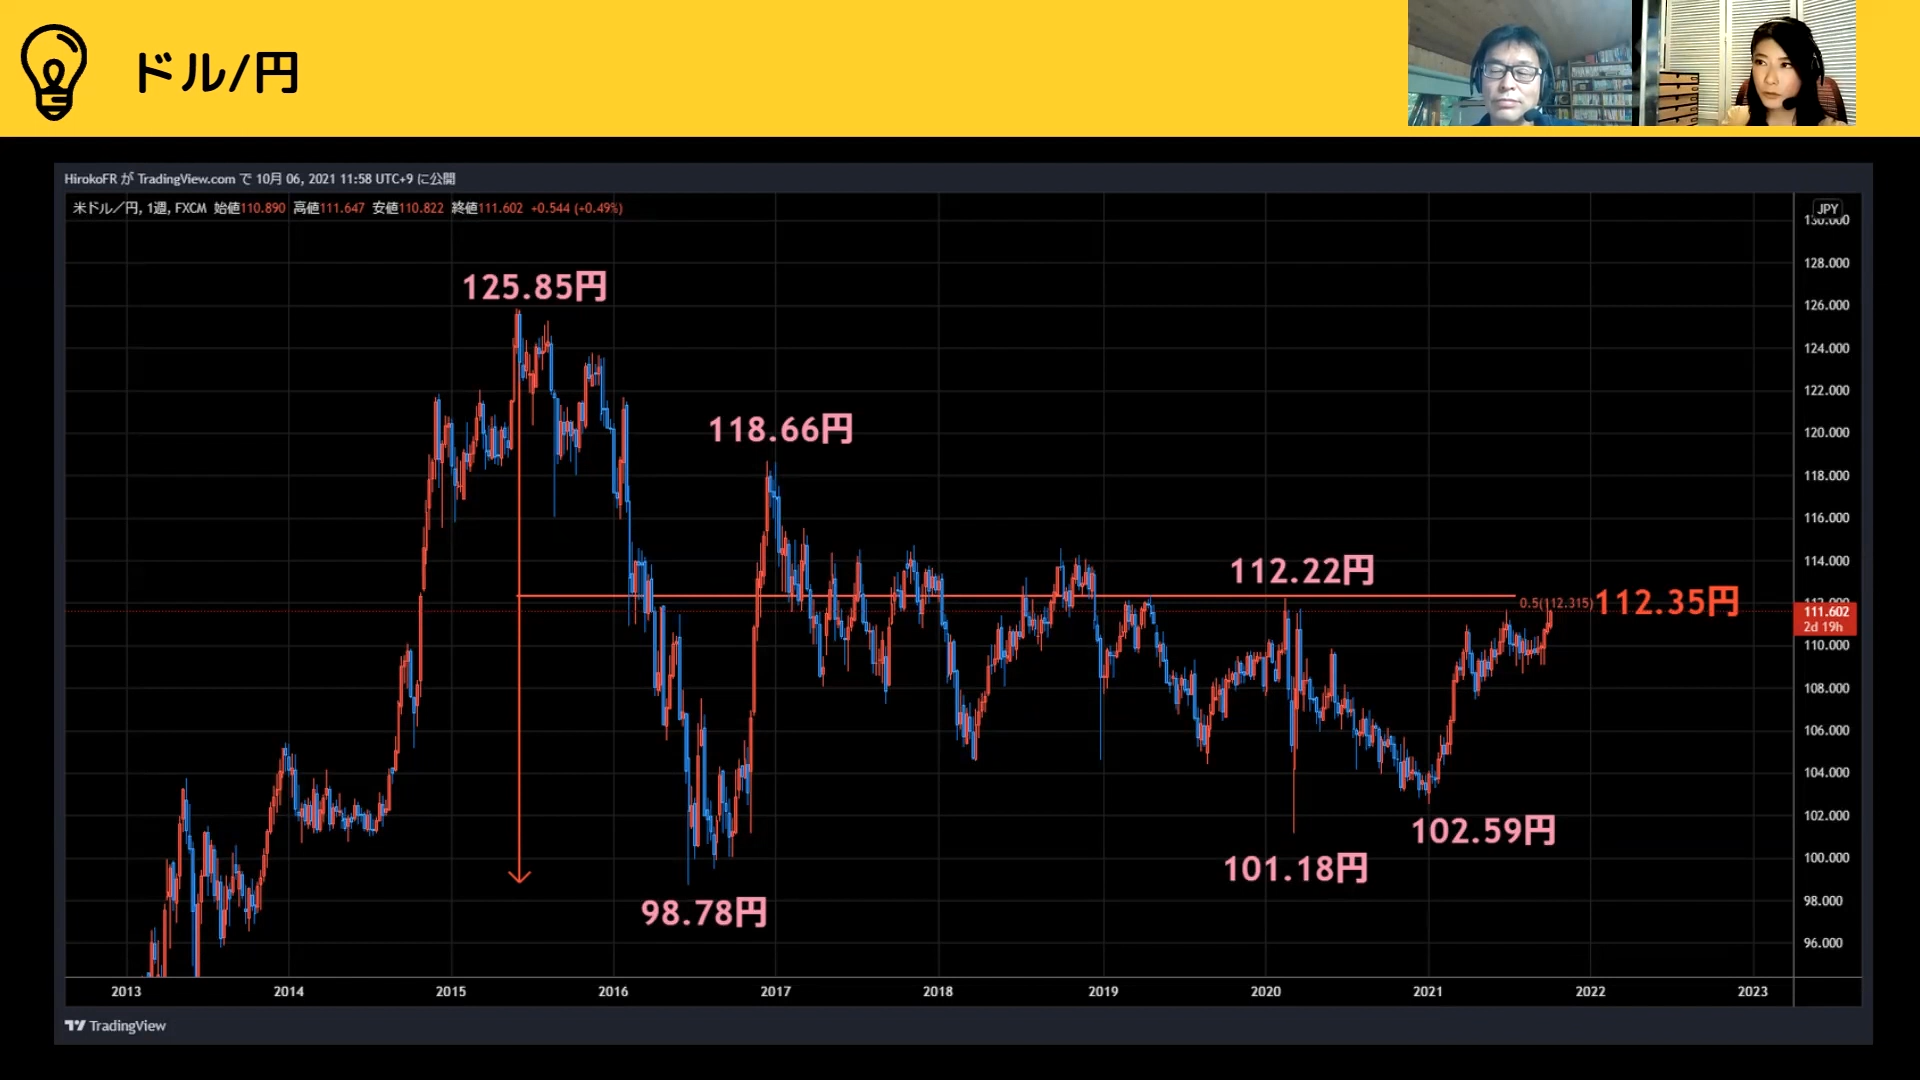 ドル/円
HirokoFR が TradingView.com で 10月 06, 2021 11:58 UTC+9 に公開
米ドル／円, 1週, FXCM 始値110.890 高値111.647 安値110.822 終値111.602 +0.544 (+0.49%)
JPY
130.000
128.000
125.85円
126.000
124.000
122.000
118.66円
120.000
118.000
116.000
114.000
112.22円
112.000
0.5(112.315)
112.35円
111.602
2d 19h
110.000
108.000
106.000
104.000
102.000
102.59円
101.18円
100.000
98.78円
98.000
96.000
2013 2014 2015 2016 2017 2018 2019 2020 2021 2022 2023
TradingView